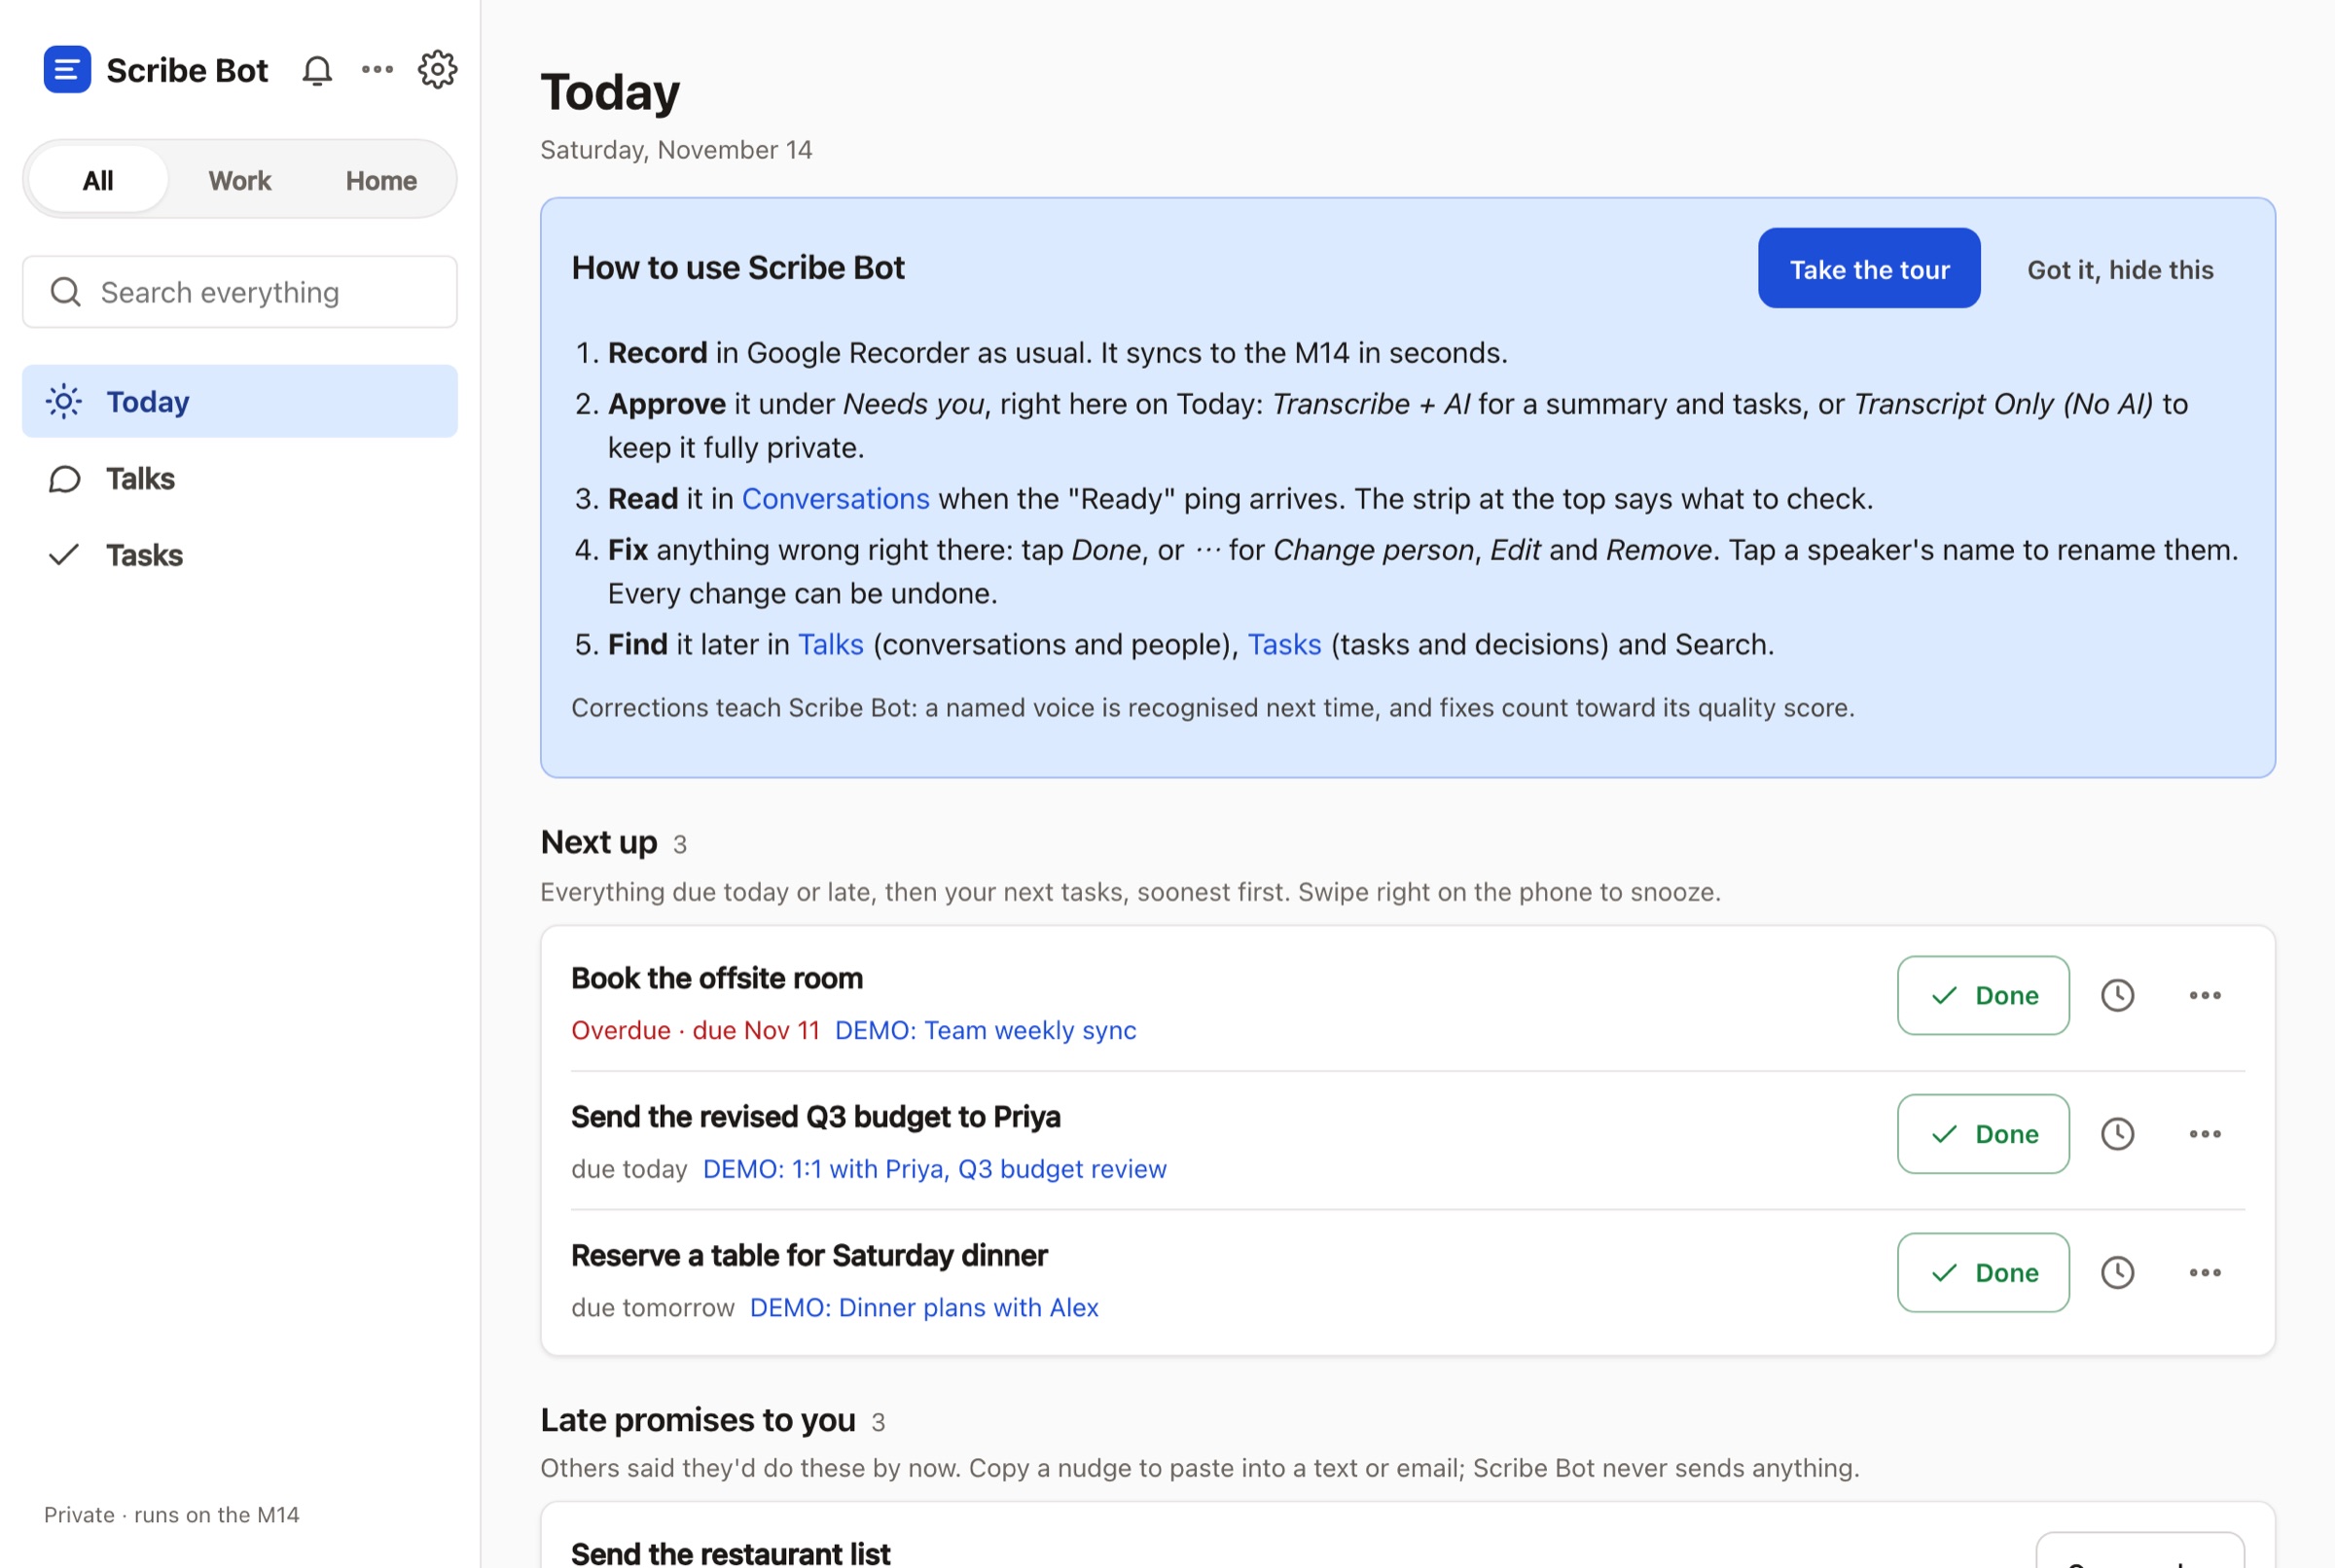 Scribe Bot
All Work Home
Search everything
Today
Talks
Tasks
Private · runs on the M14
Today
Saturday, November 14
How to use Scribe Bot
Take the tour
Got it, hide this
1. Record in Google Recorder as usual. It syncs to the M14 in seconds.
2. Approve it under Needs you, right here on Today: Transcribe + AI for a summary and tasks, or Transcript Only (No AI) to
keep it fully private.
3. Read it in Conversations when the "Ready" ping arrives. The strip at the top says what to check.
4. Fix anything wrong right there: tap Done, or ··· for Change person, Edit and Remove. Tap a speaker's name to rename them.
Every change can be undone.
5. Find it later in Talks (conversations and people), Tasks (tasks and decisions) and Search.
Corrections teach Scribe Bot: a named voice is recognised next time, and fixes count toward its quality score.
Next up 3
Everything due today or late, then your next tasks, soonest first. Swipe right on the phone to snooze.
Book the offsite room
Overdue · due Nov 11 DEMO: Team weekly sync
Done
Send the revised Q3 budget to Priya
due today DEMO: 1:1 with Priya, Q3 budget review
Done
Reserve a table for Saturday dinner
due tomorrow DEMO: Dinner plans with Alex
Done
Late promises to you 3
Others said they'd do these by now. Copy a nudge to paste into a text or email; Scribe Bot never sends anything.
Send the restaurant list